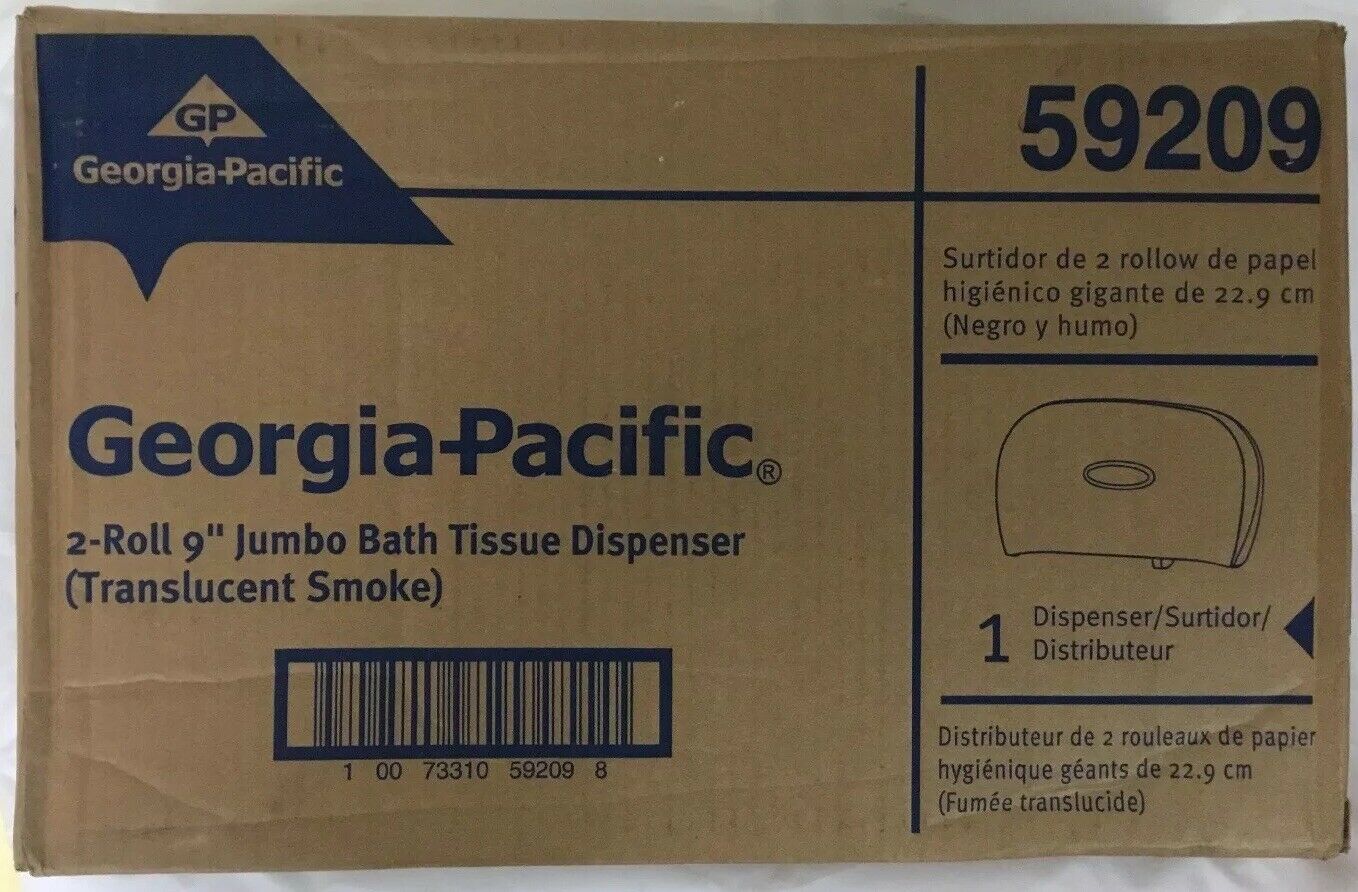 GP
Georgia-Pacific
59209
Surtidor de 2 rollow de papel
higiénico gigante de 22.9 cm
(Negro y humo)
Georgia-Pacific®
2-Roll 9" Jumbo Bath Tissue Dispenser
(Translucent Smoke)
1 00 73310 59209 8
1 Dispenser/Surtidor/
Distributeur
Distributeur de 2 rouleaux de papier
hygiénique géants de 22.9 cm
(Fumée translucide)